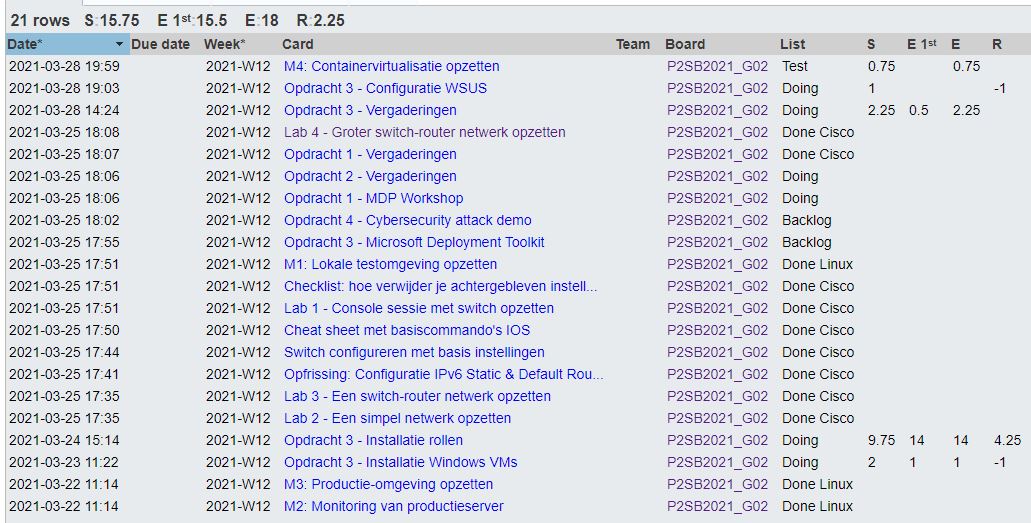 21 rows S:15.75 E 1st:15.5 E:18 R:2.25
Date* Due date Week* Card Team Board List S E 1st E R
2021-03-28 19:59 2021-W12 M4: Containervirtualisatie opzetten P2SB2021_G02 Test 0.75 0.75
2021-03-28 19:03 2021-W12 Opdracht 3 - Configuratie WSUS P2SB2021_G02 Doing 1 -1
2021-03-28 14:24 2021-W12 Opdracht 3 - Vergaderingen P2SB2021_G02 Doing 2.25 0.5 2.25
2021-03-25 18:08 2021-W12 Lab 4 - Groter switch-router netwerk opzetten P2SB2021_G02 Done Cisco
2021-03-25 18:07 2021-W12 Opdracht 1 - Vergaderingen P2SB2021_G02 Done Cisco
2021-03-25 18:06 2021-W12 Opdracht 2 - Vergaderingen P2SB2021_G02 Doing
2021-03-25 18:06 2021-W12 Opdracht 1 - MDP Workshop P2SB2021_G02 Doing
2021-03-25 18:02 2021-W12 Opdracht 4 - Cybersecurity attack demo P2SB2021_G02 Backlog
2021-03-25 17:55 2021-W12 Opdracht 3 - Microsoft Deployment Toolkit P2SB2021_G02 Backlog
2021-03-25 17:51 2021-W12 M1: Lokale testomgeving opzetten P2SB2021_G02 Done Linux
2021-03-25 17:51 2021-W12 Checklist: hoe verwijder je achtergebleven instell... P2SB2021_G02 Done Cisco
2021-03-25 17:51 2021-W12 Lab 1 - Console sessie met switch opzetten P2SB2021_G02 Done Cisco
2021-03-25 17:50 2021-W12 Cheat sheet met basiscommando's IOS P2SB2021_G02 Done Cisco
2021-03-25 17:44 2021-W12 Switch configureren met basis instellingen P2SB2021_G02 Done Cisco
2021-03-25 17:41 2021-W12 Opfrissing: Configuratie IPv6 Static & Default Rou... P2SB2021_G02 Done Cisco
2021-03-25 17:35 2021-W12 Lab 3 - Een switch-router netwerk opzetten P2SB2021_G02 Done Cisco
2021-03-25 17:35 2021-W12 Lab 2 - Een simpel netwerk opzetten P2SB2021_G02 Done Cisco
2021-03-24 15:14 2021-W12 Opdracht 3 - Installatie rollen P2SB2021_G02 Doing 9.75 14 14 4.25
2021-03-23 11:22 2021-W12 Opdracht 3 - Installatie Windows VMs P2SB2021_G02 Doing 2 1 1 -1
2021-03-22 11:14 2021-W12 M3: Productie-omgeving opzetten P2SB2021_G02 Done Linux
2021-03-22 11:14 2021-W12 M2: Monitoring van productieserver P2SB2021_G02 Done Linux